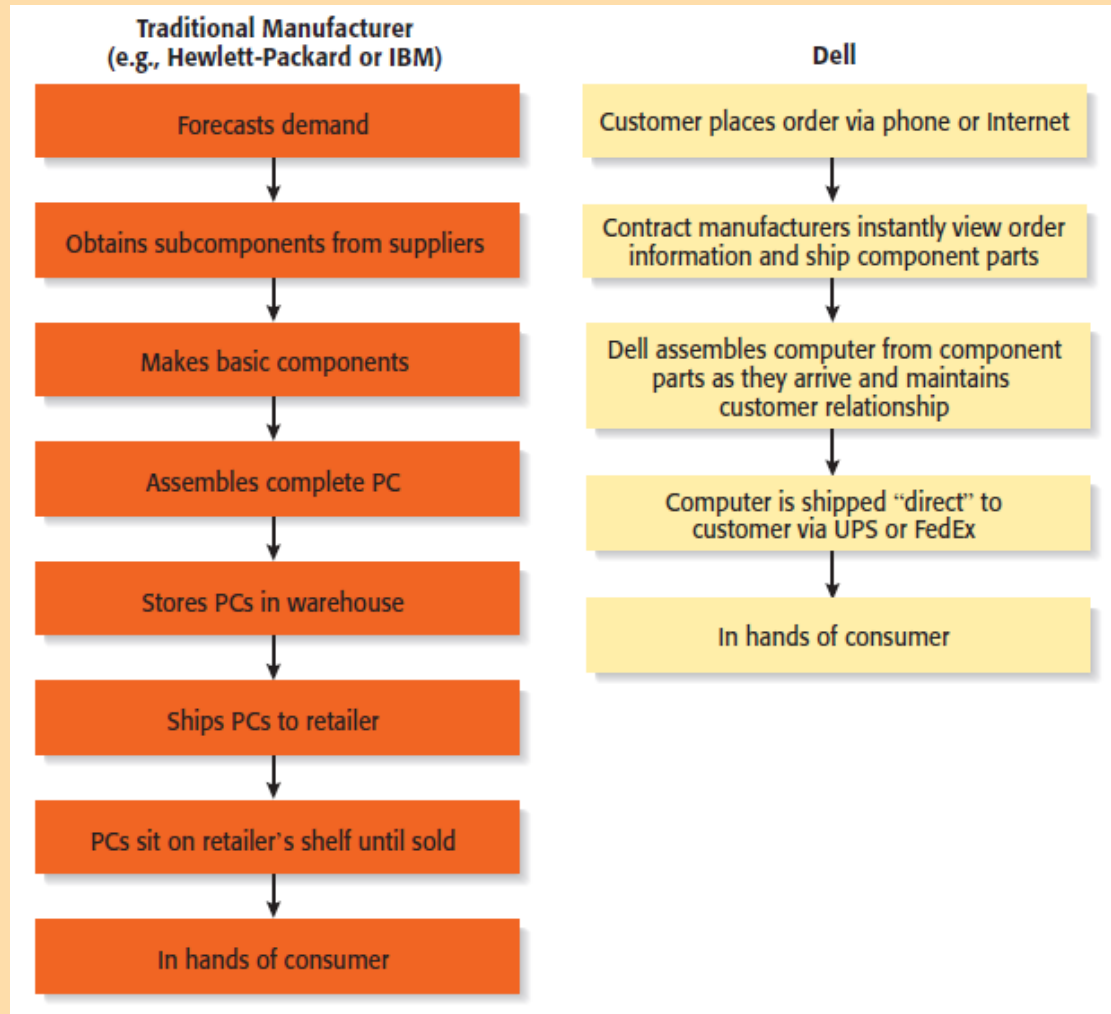 Traditional Manufacturer
(e.g., Hewlett-Packard or IBM)
Forecasts demand
Obtains subcomponents from suppliers
Makes basic components
Assembles complete PC
Stores PCs in warehouse
Ships PCs to retailer
PCs sit on retailer’s shelf until sold
In hands of consumer
Dell
Customer places order via phone or Internet
Contract manufacturers instantly view order
information and ship component parts
Dell assembles computer from component
parts as they arrive and maintains
customer relationship
Computer is shipped “direct” to
customer via UPS or FedEx
In hands of consumer